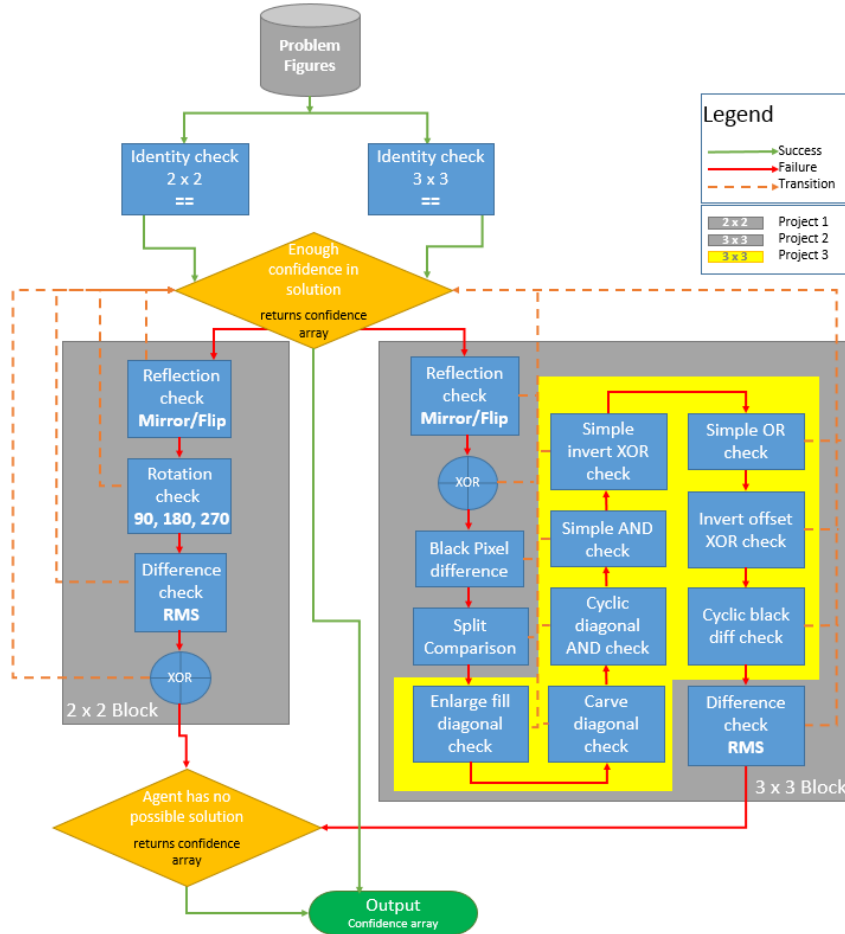 Problem
Figures
Legend
Success
Failure
Transition
2 x 2 Project 1
3 x 3 Project 2
3 x 3 Project 3
Identity check
2 x 2
==
Identity check
3 x 3
==
Enough
confidence in
solution
returns confidence
array
Reflection
check
Mirror/Flip
Rotation
check
90, 180, 270
Difference
check
RMS
XOR
2 x 2 Block
Reflection
check
Mirror/Flip
XOR
Black Pixel
difference
Split
Comparison
Enlarge fill
diagonal
check
Carve
diagonal
check
Cyclic
diagonal
AND check
Simple AND
check
Simple
invert XOR
check
Simple OR
check
Invert offset
XOR check
Cyclic black
diff check
Difference
check
RMS
3 x 3 Block
Agent has no
possible solution
returns confidence
array
Output
Confidence array